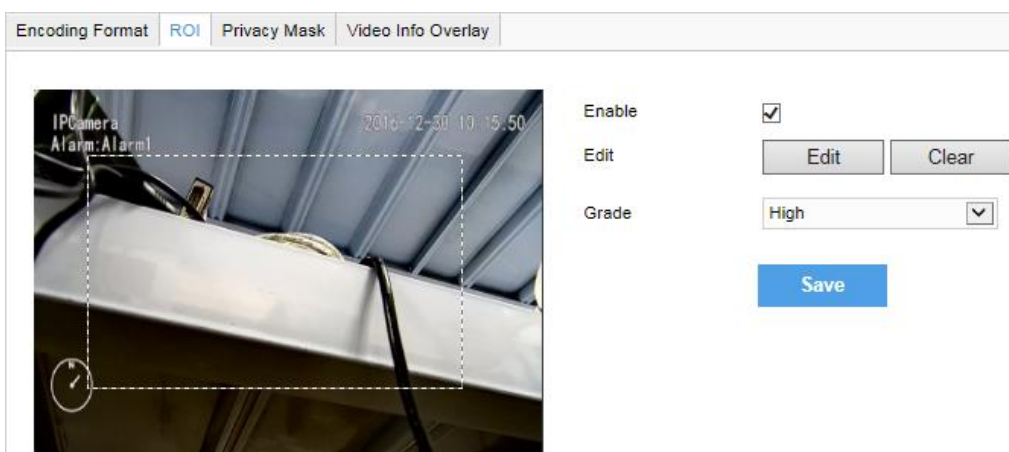 Encoding Format ROI Privacy Mask Video Info Overlay
IPCamera 2016-12-30 10:15:50
Alarm:Alarm1
N
Enable
Edit Edit Clear
Grade High
Save